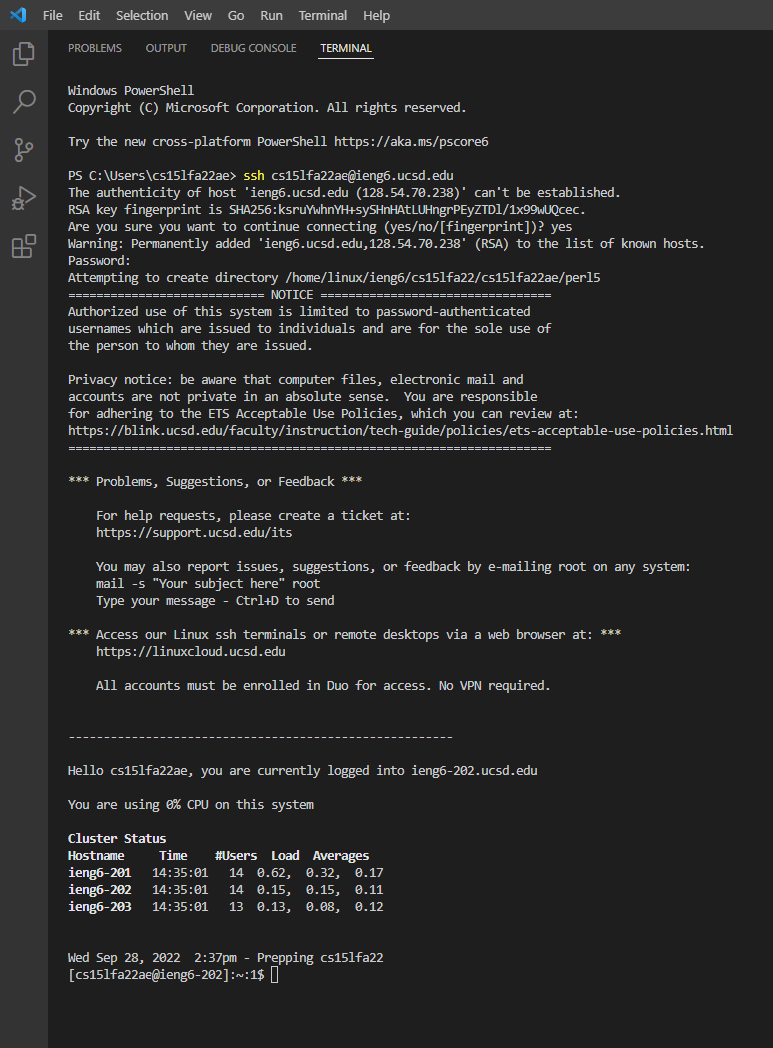 File Edit Selection View Go Run Terminal Help
PROBLEMS OUTPUT DEBUG CONSOLE TERMINAL
Windows PowerShell
Copyright (C) Microsoft Corporation. All rights reserved.
Try the new cross-platform PowerShell https://aka.ms/pscore6
PS C:\Users\cs15lfa22ae> ssh cs15lfa22ae@ieng6.ucsd.edu
The authenticity of host 'ieng6.ucsd.edu (128.54.70.238)' can't be established.
RSA key fingerprint is SHA256:ksruYwhnYH+sySHnHAtLUHngrPEyZTDl/1x99wUQcec.
Are you sure you want to continue connecting (yes/no/[fingerprint])? yes
Warning: Permanently added 'ieng6.ucsd.edu,128.54.70.238' (RSA) to the list of known hosts.
Password:
Attempting to create directory /home/linux/ieng6/cs15lfa22/cs15lfa22ae/perl5
============================ NOTICE =================================
Authorized use of this system is limited to password-authenticated
usernames which are issued to individuals and are for the sole use of
the person to whom they are issued.
Privacy notice: be aware that computer files, electronic mail and
accounts are not private in an absolute sense.  You are responsible
for adhering to the ETS Acceptable Use Policies, which you can review at:
https://blink.ucsd.edu/faculty/instruction/tech-guide/policies/ets-acceptable-use-policies.html
=====================================================================
*** Problems, Suggestions, or Feedback ***
For help requests, please create a ticket at:
https://support.ucsd.edu/its
You may also report issues, suggestions, or feedback by e-mailing root on any system:
mail -s "Your subject here" root
Type your message - Ctrl+D to send
*** Access our Linux ssh terminals or remote desktops via a web browser at: ***
https://linuxcloud.ucsd.edu
All accounts must be enrolled in Duo for access. No VPN required.
-------------------------------------------------------
Hello cs15lfa22ae, you are currently logged into ieng6-202.ucsd.edu
You are using 0% CPU on this system
Cluster Status
Hostname     Time    #Users  Load  Averages
ieng6-201   14:35:01   14  0.62,  0.32,  0.17
ieng6-202   14:35:01   14  0.15,  0.15,  0.11
ieng6-203   14:35:01   13  0.13,  0.08,  0.12
Wed Sep 28, 2022  2:37pm - Prepping cs15lfa22
[cs15lfa22ae@ieng6-202]:~:1$